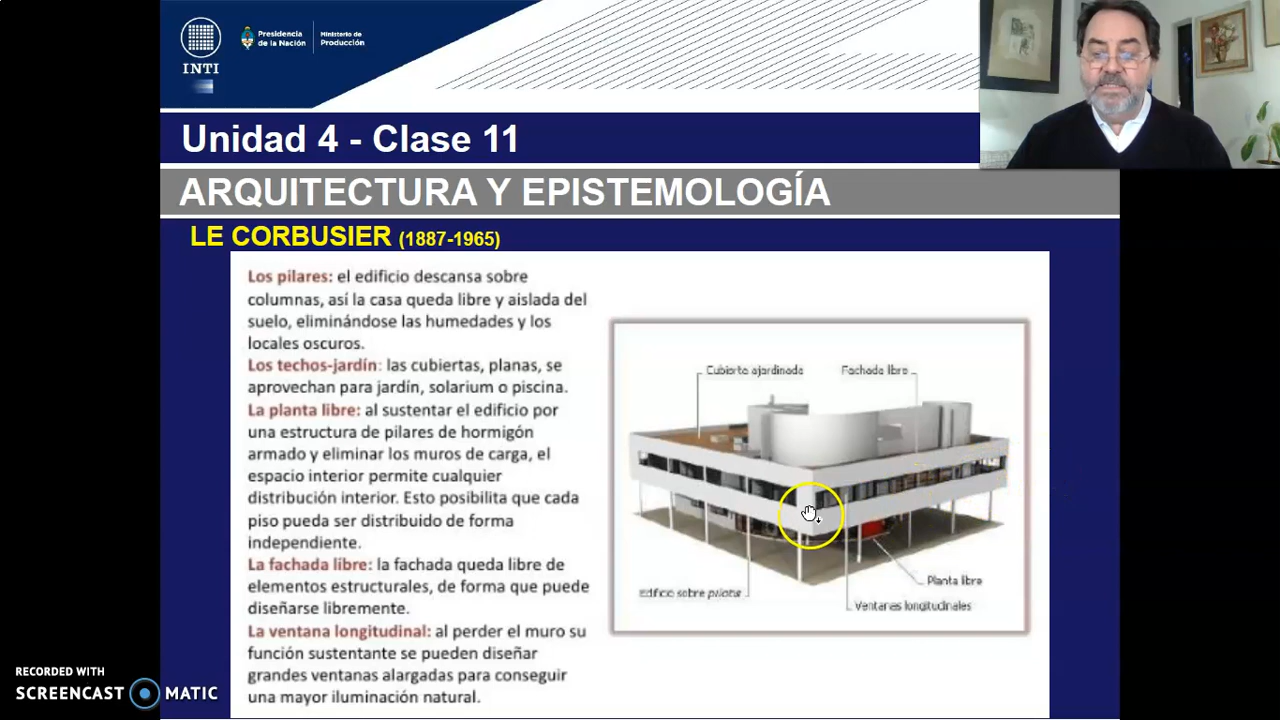 INTI
Presidencia
de la Nación
Ministerio de
Producción
Unidad 4 - Clase 11
ARQUITECTURA Y EPISTEMOLOGÍA
LE CORBUSIER (1887-1965)
Los pilares: el edificio descansa sobre
columnas, así la casa queda libre y aislada del
suelo, eliminándose las humedades y los
locales oscuros.
Los techos-jardín: las cubiertas, planas, se
aprovechan para jardín, solarium o piscina.
La planta libre: al sustentar el edificio por
una estructura de pilares de hormigón
armado y eliminar los muros de carga, el
espacio interior permite cualquier
distribución interior. Esto posibilita que cada
piso pueda ser distribuido de forma
independiente.
La fachada libre: la fachada queda libre de
elementos estructurales, de forma que puede
diseñarse libremente.
La ventana longitudinal: al perder el muro su
función sustentante se pueden diseñar
grandes ventanas alargadas para conseguir
una mayor iluminación natural.
Cubierta ajardinada
Fachada libre
Edificio sobre pilotis
Planta libre
Ventanas longitudinales
RECORDED WITH
SCREENCAST MATIC